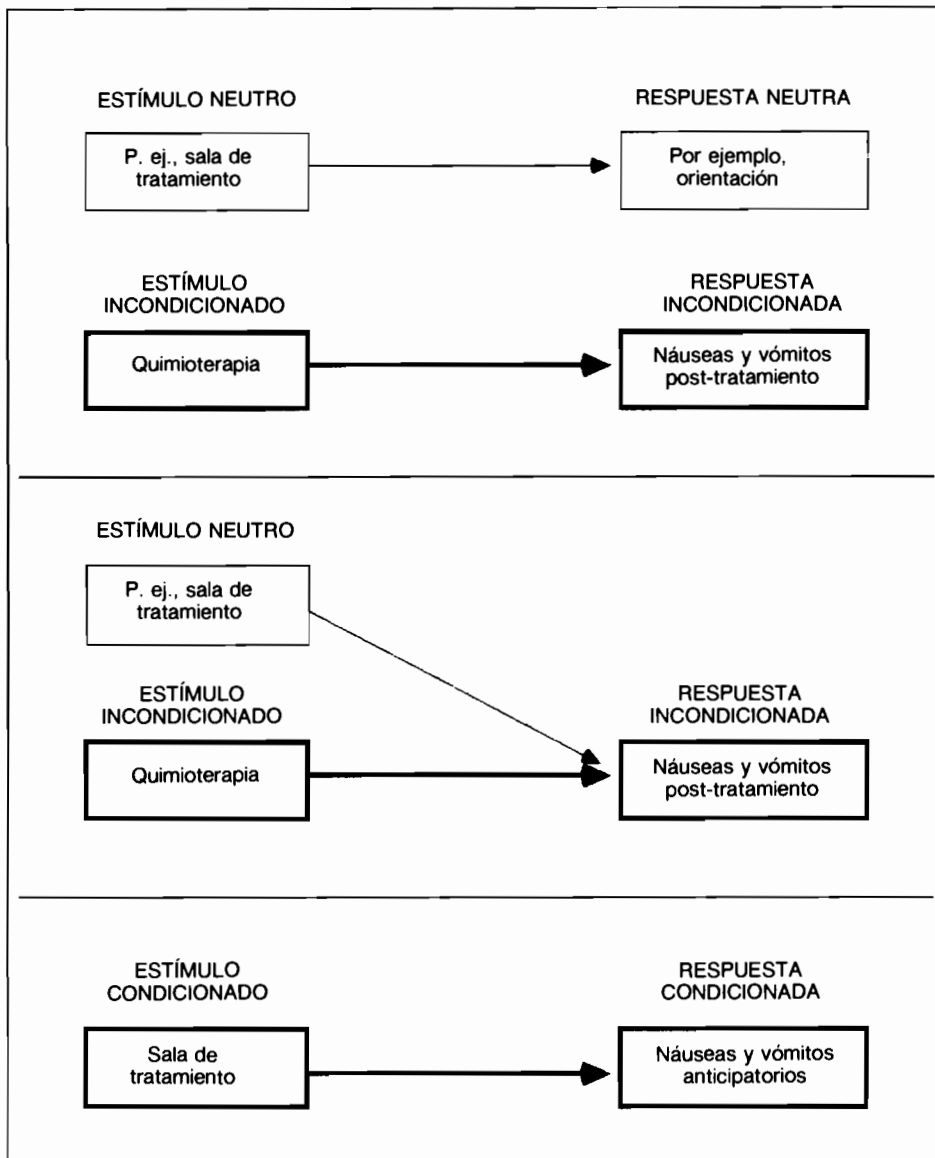 ESTÍMULO NEUTRO
P. ej., sala de
tratamiento
RESPUESTA NEUTRA
Por ejemplo,
orientación
ESTÍMULO
INCONDICIONADO
Quimioterapia
RESPUESTA
INCONDICIONADA
Náuseas y vómitos
post-tratamiento
ESTÍMULO NEUTRO
P. ej., sala de
tratamiento
ESTÍMULO
INCONDICIONADO
Quimioterapia
RESPUESTA
INCONDICIONADA
Náuseas y vómitos
post-tratamiento
ESTÍMULO
CONDICIONADO
Sala de
tratamiento
RESPUESTA
CONDICIONADA
Náuseas y vómitos
anticipatorios